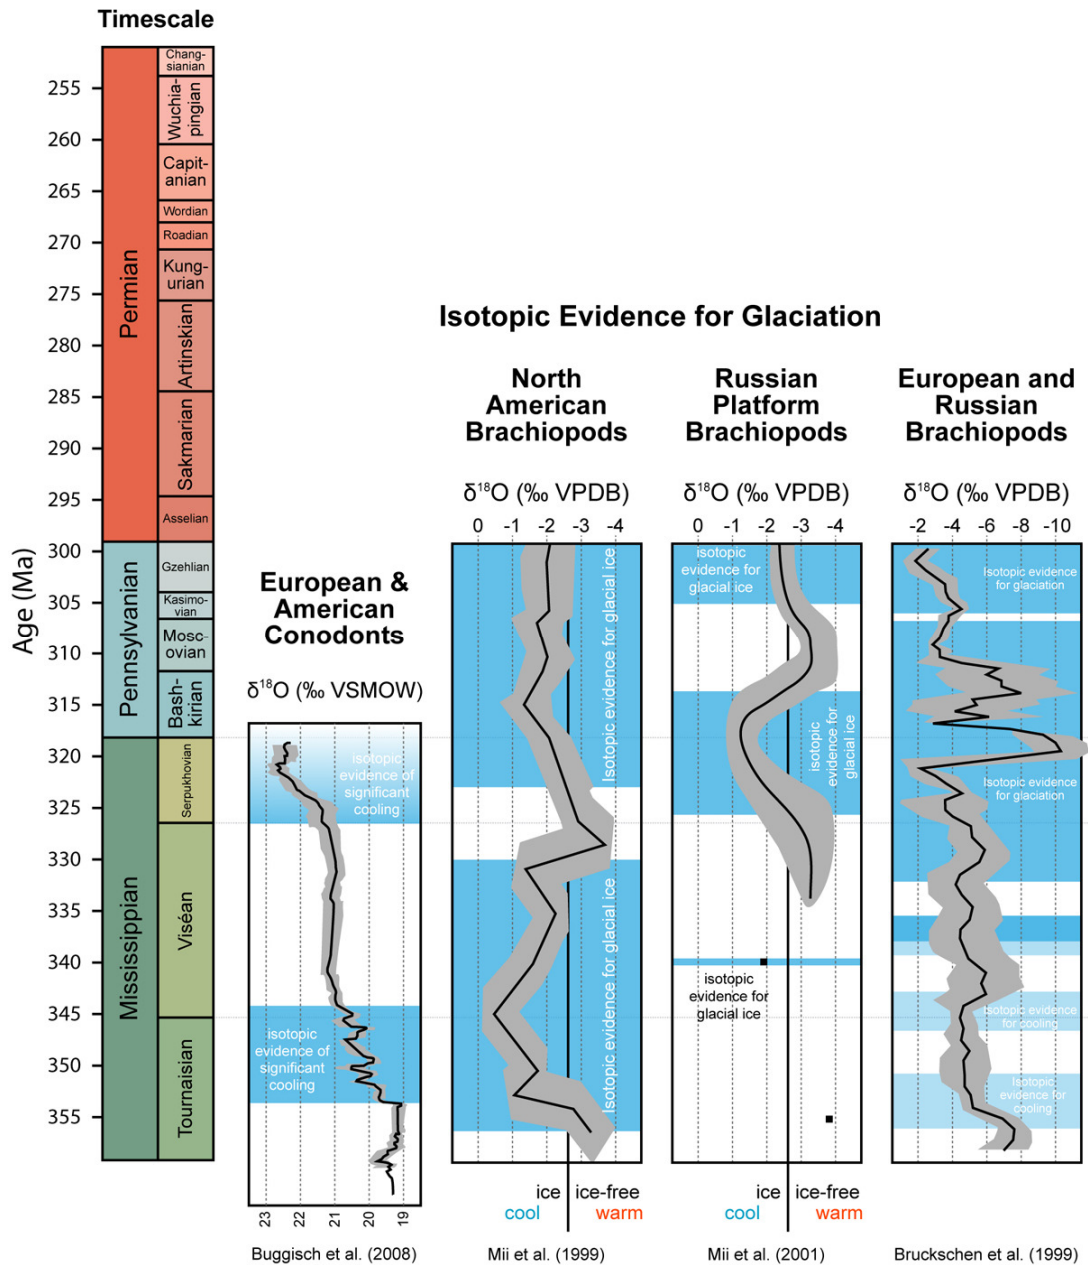 Timescale
Age (Ma)
255
260
265
270
275
280
285
290
295
300
305
310
315
320
325
330
335
340
345
350
355
Permian
Pennsylvanian
Mississippian
Chang-
sianian
Wuchia-
pingian
Capit-
anian
Wordian
Roadian
Kung-
urian
Artinskian
Sakmarian
Asselian
Gzehlian
Kasimo-
vian
Mosc-
ovian
Bash-
kirian
Serpukhovian
Viséan
Tournaisian
Isotopic Evidence for Glaciation
European &
American
Conodonts
δ¹⁸O (‰ VSMOW)
isotopic
evidence of
significant
cooling
isotopic
evidence of
significant
cooling
23 22 21 20 19
Buggisch et al. (2008)
North
American
Brachiopods
δ¹⁸O (‰ VPDB)
0 -1 -2 -3 -4
Isotopic evidence for glacial ice
Isotopic evidence for glacial ice
ice ice-free
cool warm
Mii et al. (1999)
Russian
Platform
Brachiopods
δ¹⁸O (‰ VPDB)
0 -1 -2 -3 -4
isotopic
evidence for
glacial ice
isotopic
evidence for
glacial ice
isotopic
evidence for
glacial ice
ice ice-free
cool warm
Mii et al. (2001)
European and
Russian
Brachiopods
δ¹⁸O (‰ VPDB)
-2 -4 -6 -8 -10
Isotopic evidence
for glaciation
Isotopic evidence
for glaciation
Isotopic evidence
for cooling
Isotopic
evidence for
cooling
Bruckschen et al. (1999)